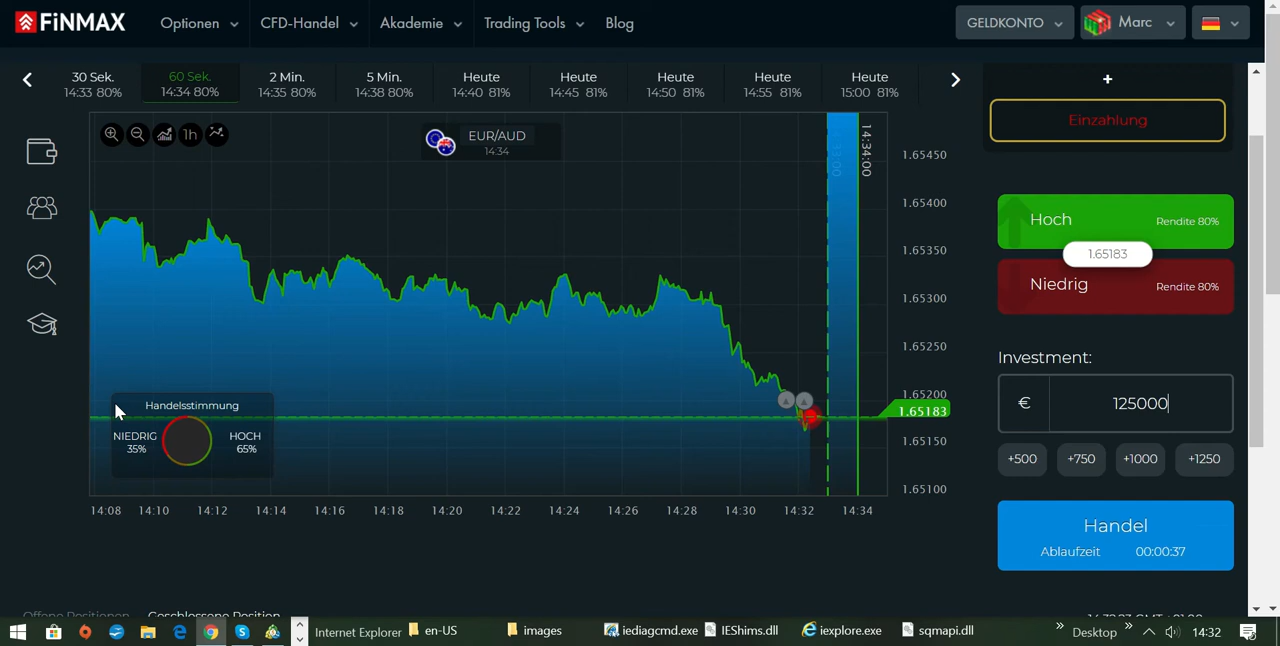 FiNMAX
Optionen
CFD-Handel
Akademie
Trading Tools
Blog
GELDKONTO
Marc
30 Sek.
14:33 80%
60 Sek.
14:34 80%
2 Min.
14:35 80%
5 Min.
14:38 80%
Heute
14:40 81%
Heute
14:45 81%
Heute
14:50 81%
Heute
14:55 81%
Heute
15:00 81%
1h
EUR/AUD
14:34
14:34:00
1.65450
1.65400
1.65350
1.65300
1.65250
1.65200
1.65183
1.65150
1.65100
Handelsstimmung
NIEDRIG
35%
HOCH
65%
14:08
14:10
14:12
14:14
14:16
14:18
14:20
14:22
14:24
14:26
14:28
14:30
14:32
14:34
+
Einzahlung
Hoch
Rendite 80%
1.65183
Niedrig
Rendite 80%
Investment:
€
125000
+500
+750
+1000
+1250
Handel
Ablaufzeit 00:00:37
Offene Positionen
Geschlossene Position
Internet Explorer
en-US
images
iediagcmd.exe
IEShims.dll
iexplore.exe
sqmapi.dll
Desktop
14:32